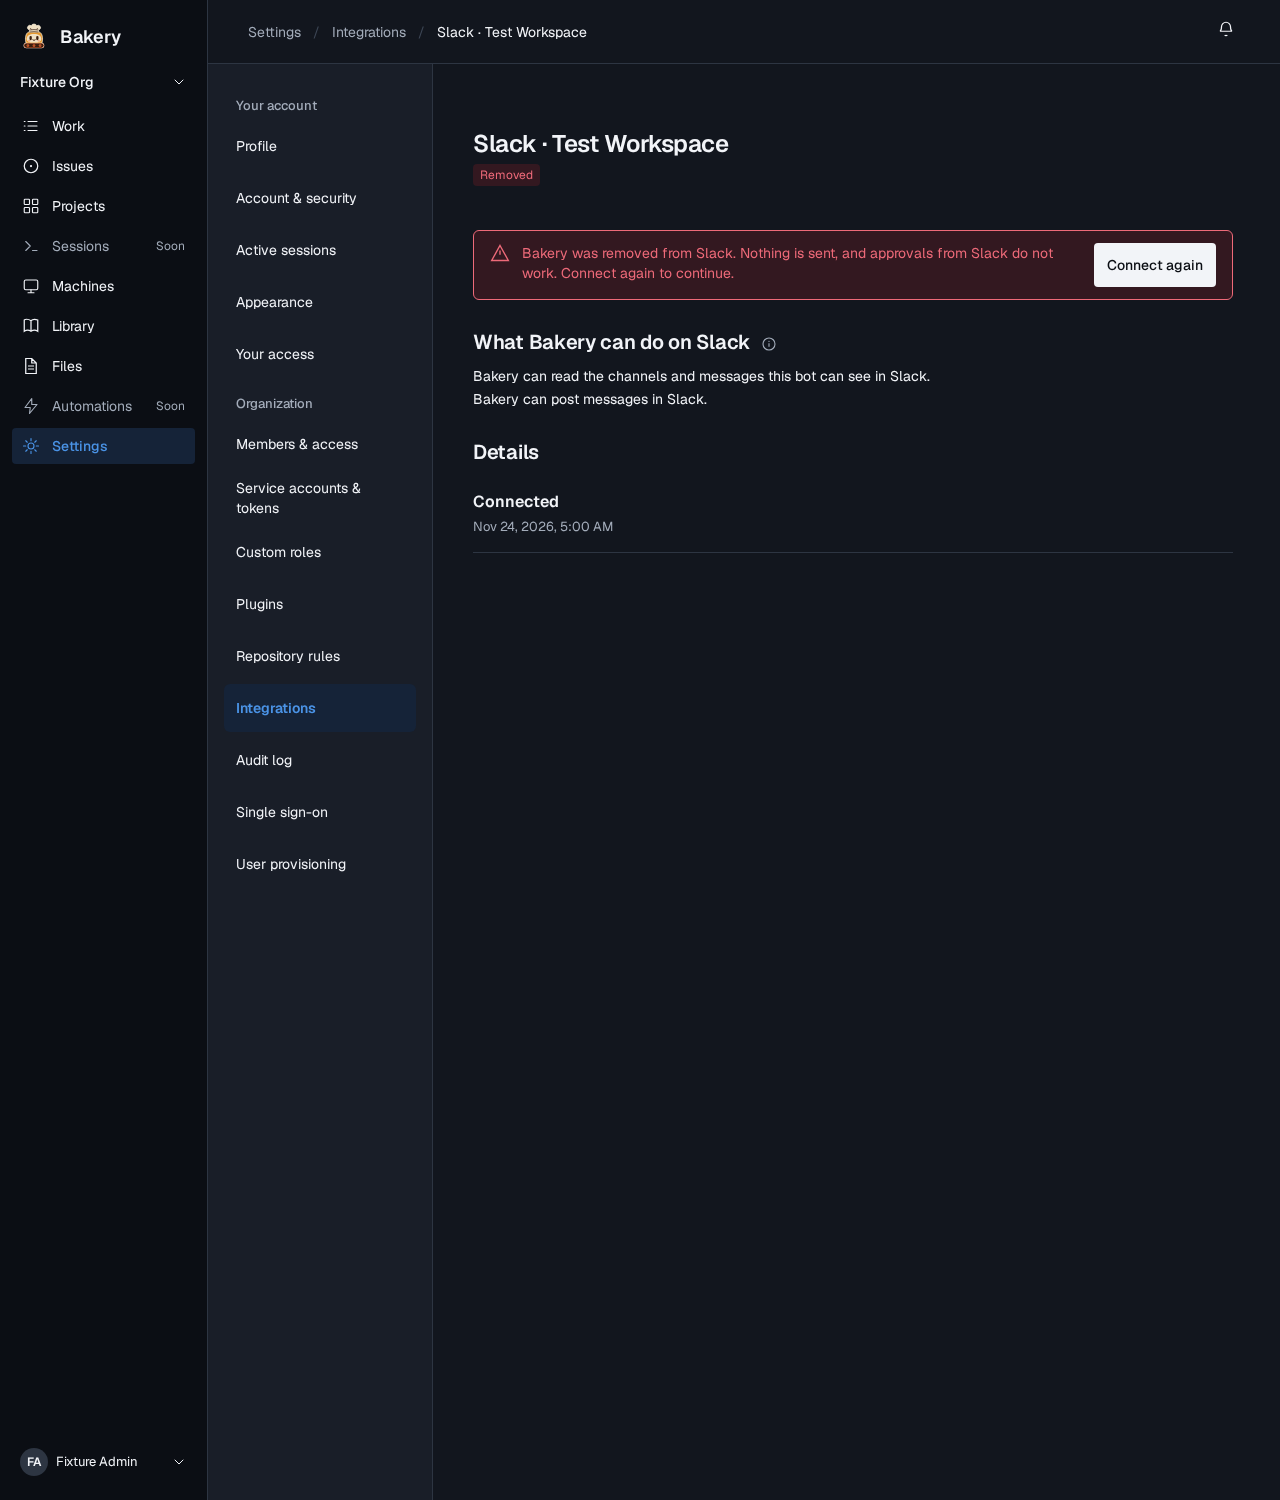 Bakery
Settings / Integrations / Slack · Test Workspace
Fixture Org
Work
Issues
Projects
Sessions Soon
Machines
Library
Files
Automations Soon
Settings
Your account
Profile
Account & security
Active sessions
Appearance
Your access
Organization
Members & access
Service accounts &
tokens
Custom roles
Plugins
Repository rules
Integrations
Audit log
Single sign-on
User provisioning
Slack · Test Workspace
Removed
Bakery was removed from Slack. Nothing is sent, and approvals from Slack do not
work. Connect again to continue.
Connect again
What Bakery can do on Slack
Bakery can read the channels and messages this bot can see in Slack.
Bakery can post messages in Slack.
Details
Connected
Nov 24, 2026, 5:00 AM
FA Fixture Admin